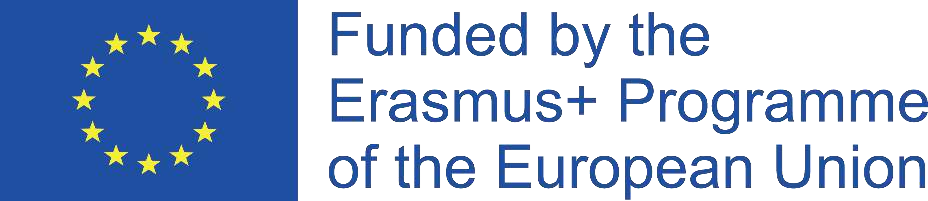 Funded by the
Erasmus+ Programme
of the European Union